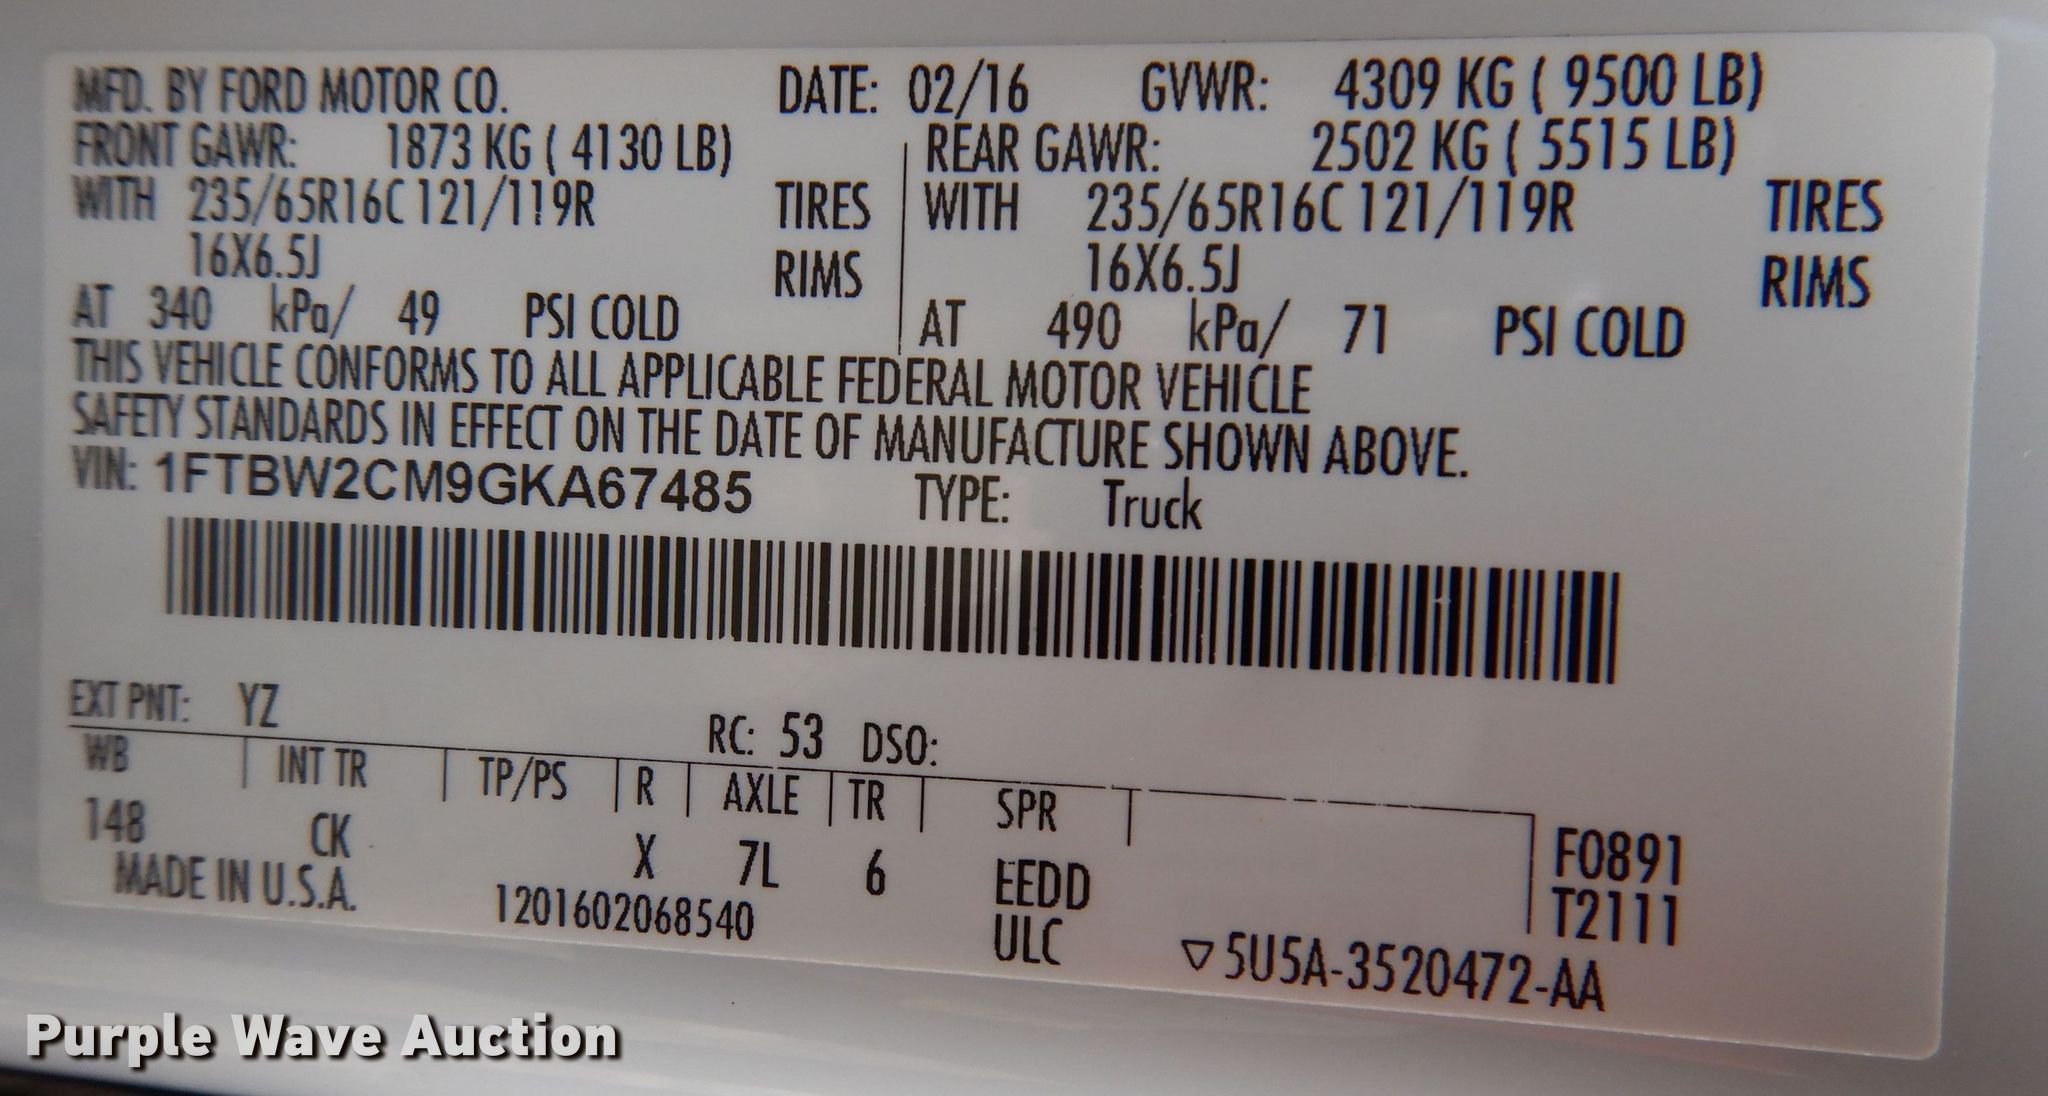 MFD. BY FORD MOTOR CO. DATE: 02/16 GVWR: 4309 KG ( 9500 LB)
FRONT GAWR: 1873 KG ( 4130 LB) REAR GAWR: 2502 KG ( 5515 LB)
WITH 235/65R16C 121/119R TIRES WITH 235/65R16C 121/119R TIRES
16X6.5J RIMS 16X6.5J RIMS
AT 340 kPa/ 49 PSI COLD AT 490 kPa/ 71 PSI COLD
THIS VEHICLE CONFORMS TO ALL APPLICABLE FEDERAL MOTOR VEHICLE
SAFETY STANDARDS IN EFFECT ON THE DATE OF MANUFACTURE SHOWN ABOVE.
VIN: 1FTBW2CM9GKA67485 TYPE: Truck
EXT PNT: YZ RC: 53 DSO:
WB INT TR TP/PS R AXLE TR SPR
148 CK X 7L 6 EEDD F0891
MADE IN U.S.A. 1201602068540 ULC T2111
▽5U5A-3520472-AA
Purple Wave Auction